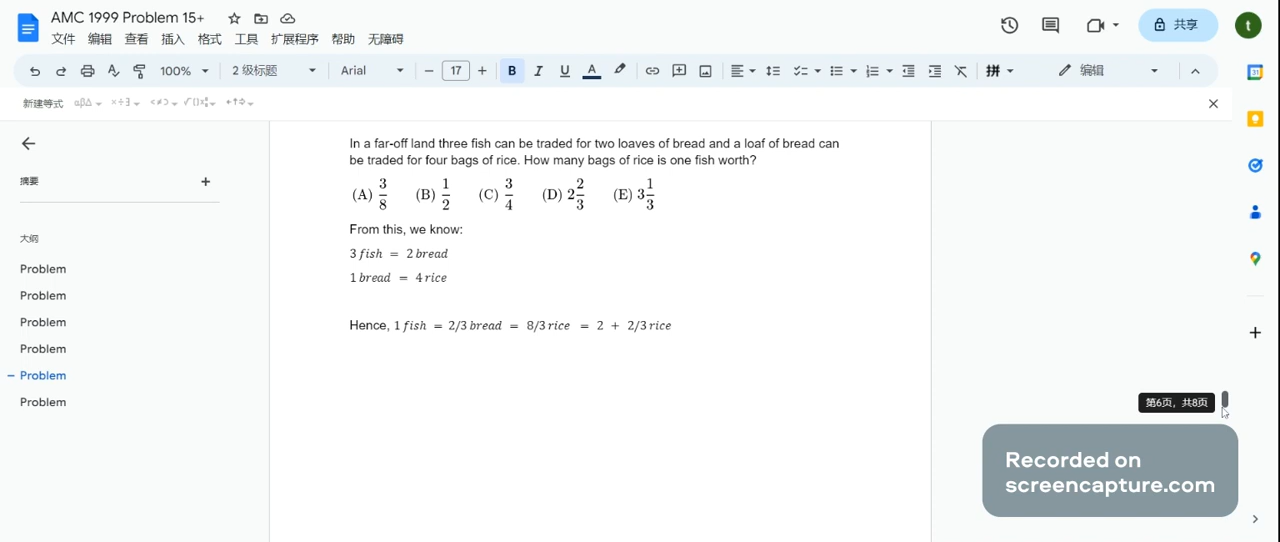 AMC 1999 Problem 15+
文件 编辑 查看 插入 格式 工具 扩展程序 帮助 无障碍
共享
t
100% 2 级标题 Arial − 17 + B I U A 拼 编辑
31
新建等式 αβΔ ×÷∃ <≠⊃
摘要
大纲
Problem
Problem
Problem
Problem
Problem
Problem
In a far-off land three fish can be traded for two loaves of bread and a loaf of bread can
be traded for four bags of rice. How many bags of rice is one fish worth?
(A) 3/8 (B) 1/2 (C) 3/4 (D) 2 2/3 (E) 3 1/3
From this, we know:
3 fish = 2 bread
1 bread = 4 rice
Hence, 1 fish = 2/3 bread = 8/3 rice = 2 + 2/3 rice
第6页，共8页
Recorded on
screencapture.com